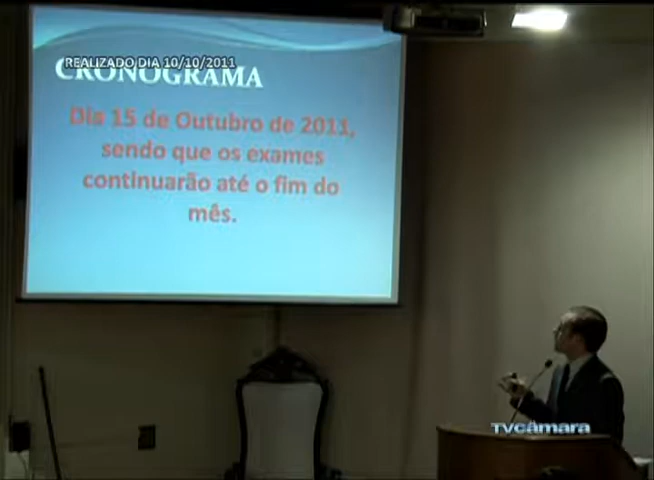 REALIZADO DIA 10/10/2011
CRONOGRAMA
Dia 15 de Outubro de 2011,
sendo que os exames
continuarão até o fim do
mês.
TVCâmara